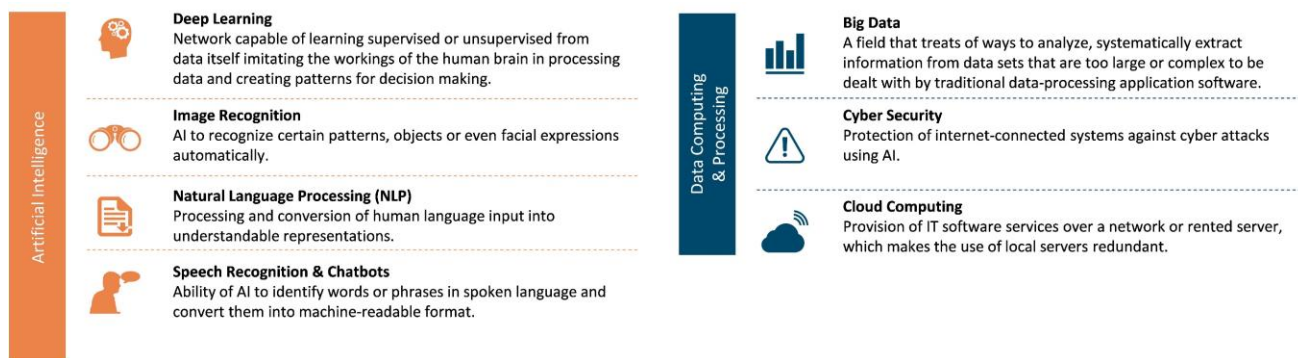 Artificial Intelligence
Deep Learning
Network capable of learning supervised or unsupervised from
data itself imitating the workings of the human brain in processing
data and creating patterns for decision making.
Image Recognition
AI to recognize certain patterns, objects or even facial expressions
automatically.
Natural Language Processing (NLP)
Processing and conversion of human language input into
understandable representations.
Speech Recognition & Chatbots
Ability of AI to identify words or phrases in spoken language and
convert them into machine-readable format.
Data Computing
& Processing
Big Data
A field that treats of ways to analyze, systematically extract
information from data sets that are too large or complex to be
dealt with by traditional data-processing application software.
Cyber Security
Protection of internet-connected systems against cyber attacks
using AI.
Cloud Computing
Provision of IT software services over a network or rented server,
which makes the use of local servers redundant.